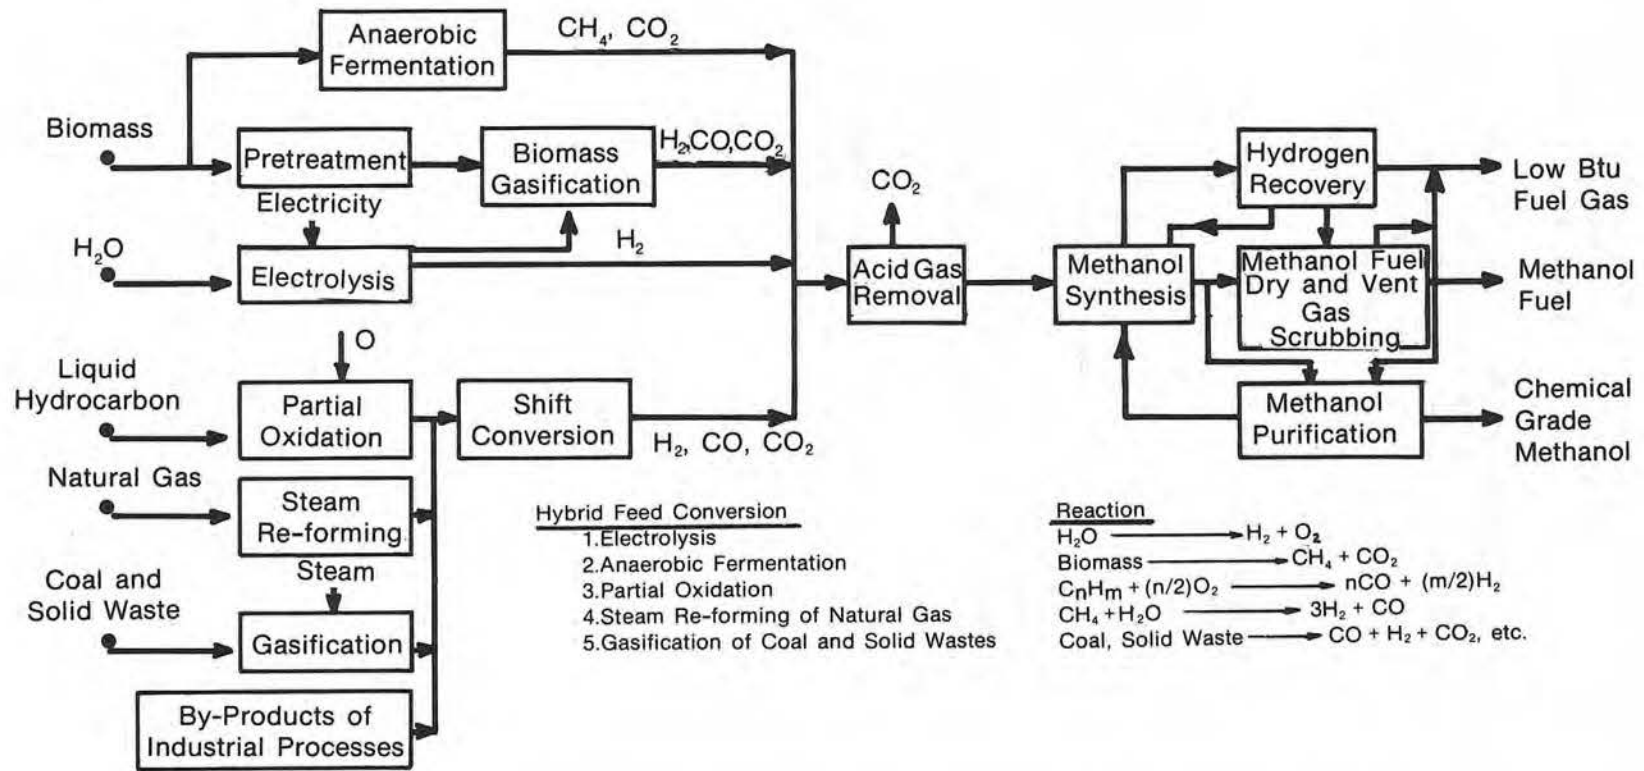 Anaerobic
Fermentation
CH₄, CO₂
Biomass
Pretreatment
Biomass
Gasification
H₂,CO,CO₂
Electricity
H₂O
Electrolysis
H₂
CO₂
Acid Gas
Removal
Methanol
Synthesis
Hydrogen
Recovery
Methanol Fuel
Dry and Vent
Gas
Scrubbing
Methanol
Purification
Low Btu
Fuel Gas
Methanol
Fuel
Chemical
Grade
Methanol
O
Liquid
Hydrocarbon
Partial
Oxidation
Shift
Conversion
H₂, CO, CO₂
Natural Gas
Steam
Re-forming
Steam
Coal and
Solid Waste
Gasification
By-Products of
Industrial Processes
Hybrid Feed Conversion
1.Electrolysis
2.Anaerobic Fermentation
3.Partial Oxidation
4.Steam Re-forming of Natural Gas
5.Gasification of Coal and Solid Wastes
Reaction
H₂O → H₂ + O₂
Biomass → CH₄ + CO₂
CnHm + (n/2)O₂ → nCO + (m/2)H₂
CH₄ + H₂O → 3H₂ + CO
Coal, Solid Waste → CO + H₂ + CO₂, etc.